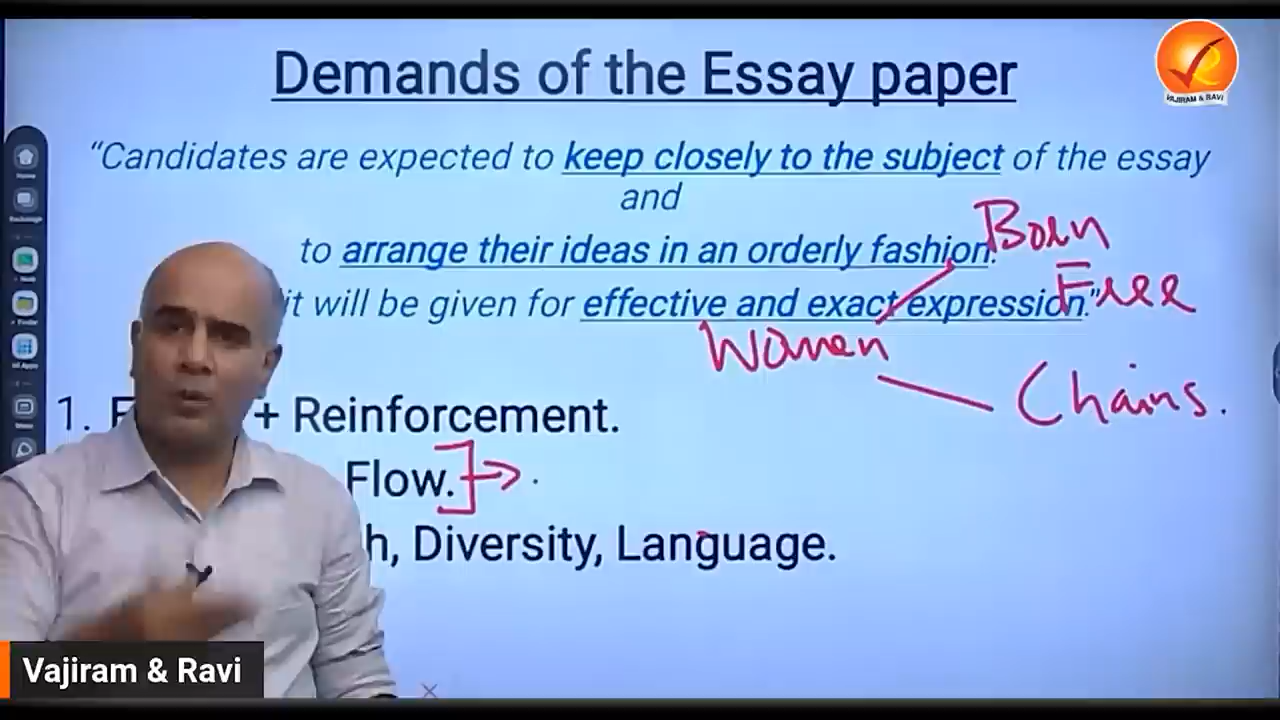 Demands of the Essay paper
VAJIRAM & RAVI
“Candidates are expected to keep closely to the subject of the essay
and
to arrange their ideas in an orderly fashion.
it will be given for effective and exact expression.”
Born
Free
Women
Chains.
1. + Reinforcement.
Flow.
Diversity, Language.
Home
Vajiram & Ravi